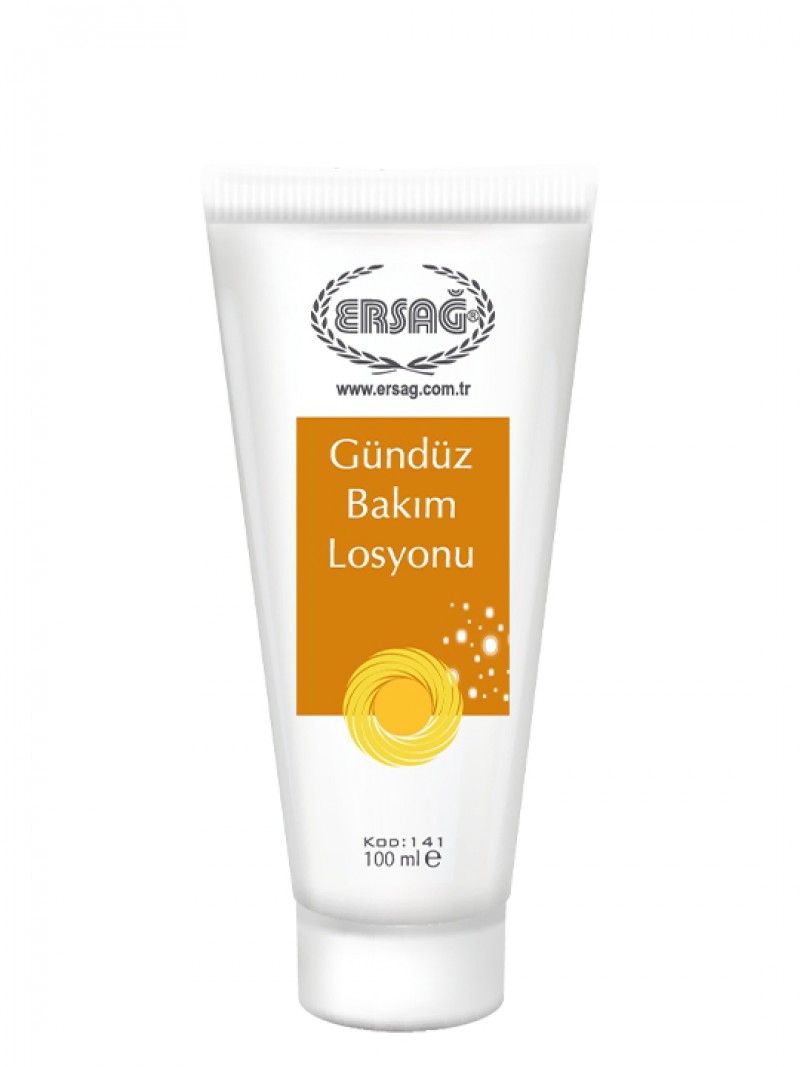 ERSAĞ®
www.ersag.com.tr
Gündüz
Bakım
Losyonu
Kod:141
100 ml ℮